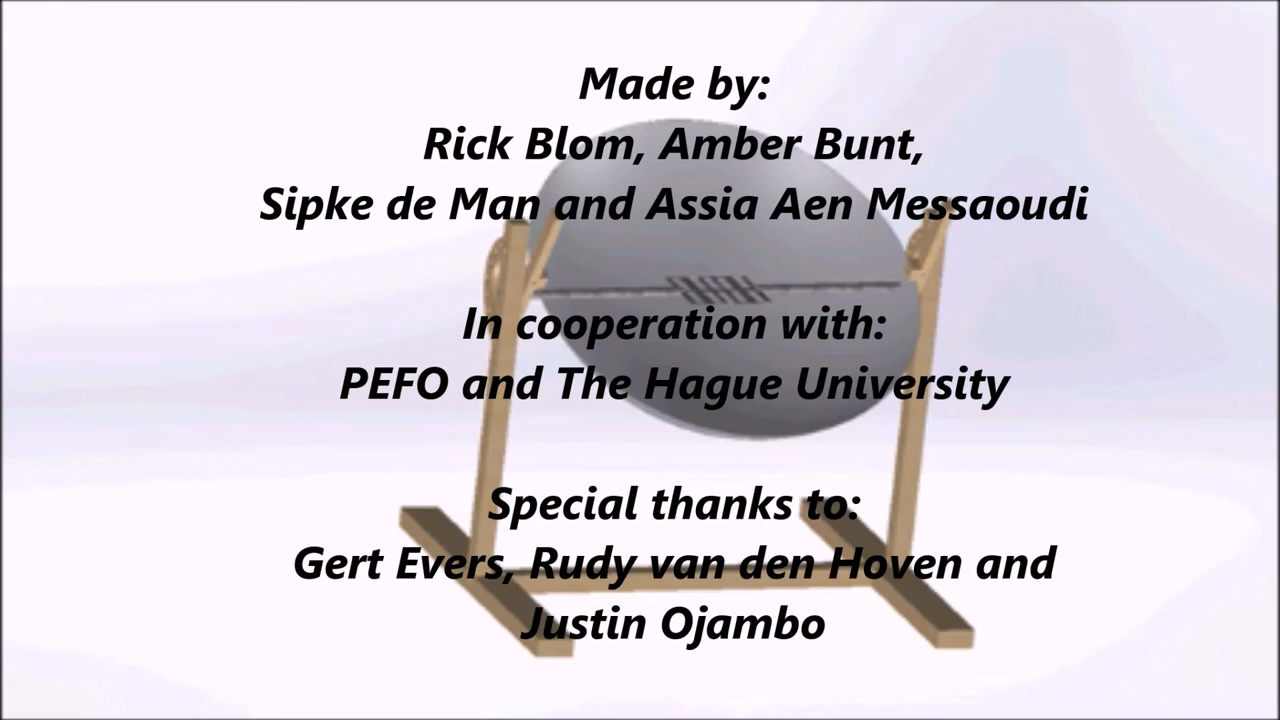 Made by:
Rick Blom, Amber Bunt,
Sipke de Man and Assia Aen Messaoudi
In cooperation with:
PEFO and The Hague University
Special thanks to:
Gert Evers, Rudy van den Hoven and
Justin Ojambo